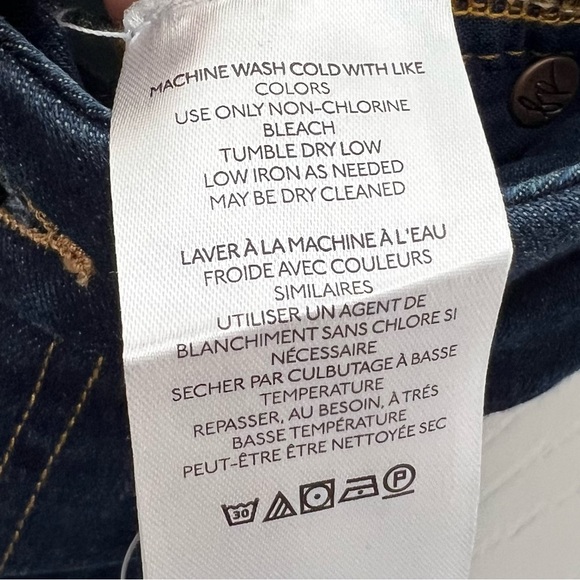 MACHINE WASH COLD WITH LIKE
COLORS
USE ONLY NON-CHLORINE
BLEACH
TUMBLE DRY LOW
LOW IRON AS NEEDED
MAY BE DRY CLEANED
LAVER À LA MACHINE À L'EAU
FROIDE AVEC COULEURS
SIMILAIRES
UTILISER UN AGENT DE
BLANCHIMENT SANS CHLORE SI
NÉCESSAIRE
SECHER PAR CULBUTAGE À BASSE
TEMPERATURE
REPASSER, AU BESOIN, À TRÉS
BASSE TEMPÉRATURE
PEUT-ÊTRE ÊTRE NETTOYÉE SEC
30 P